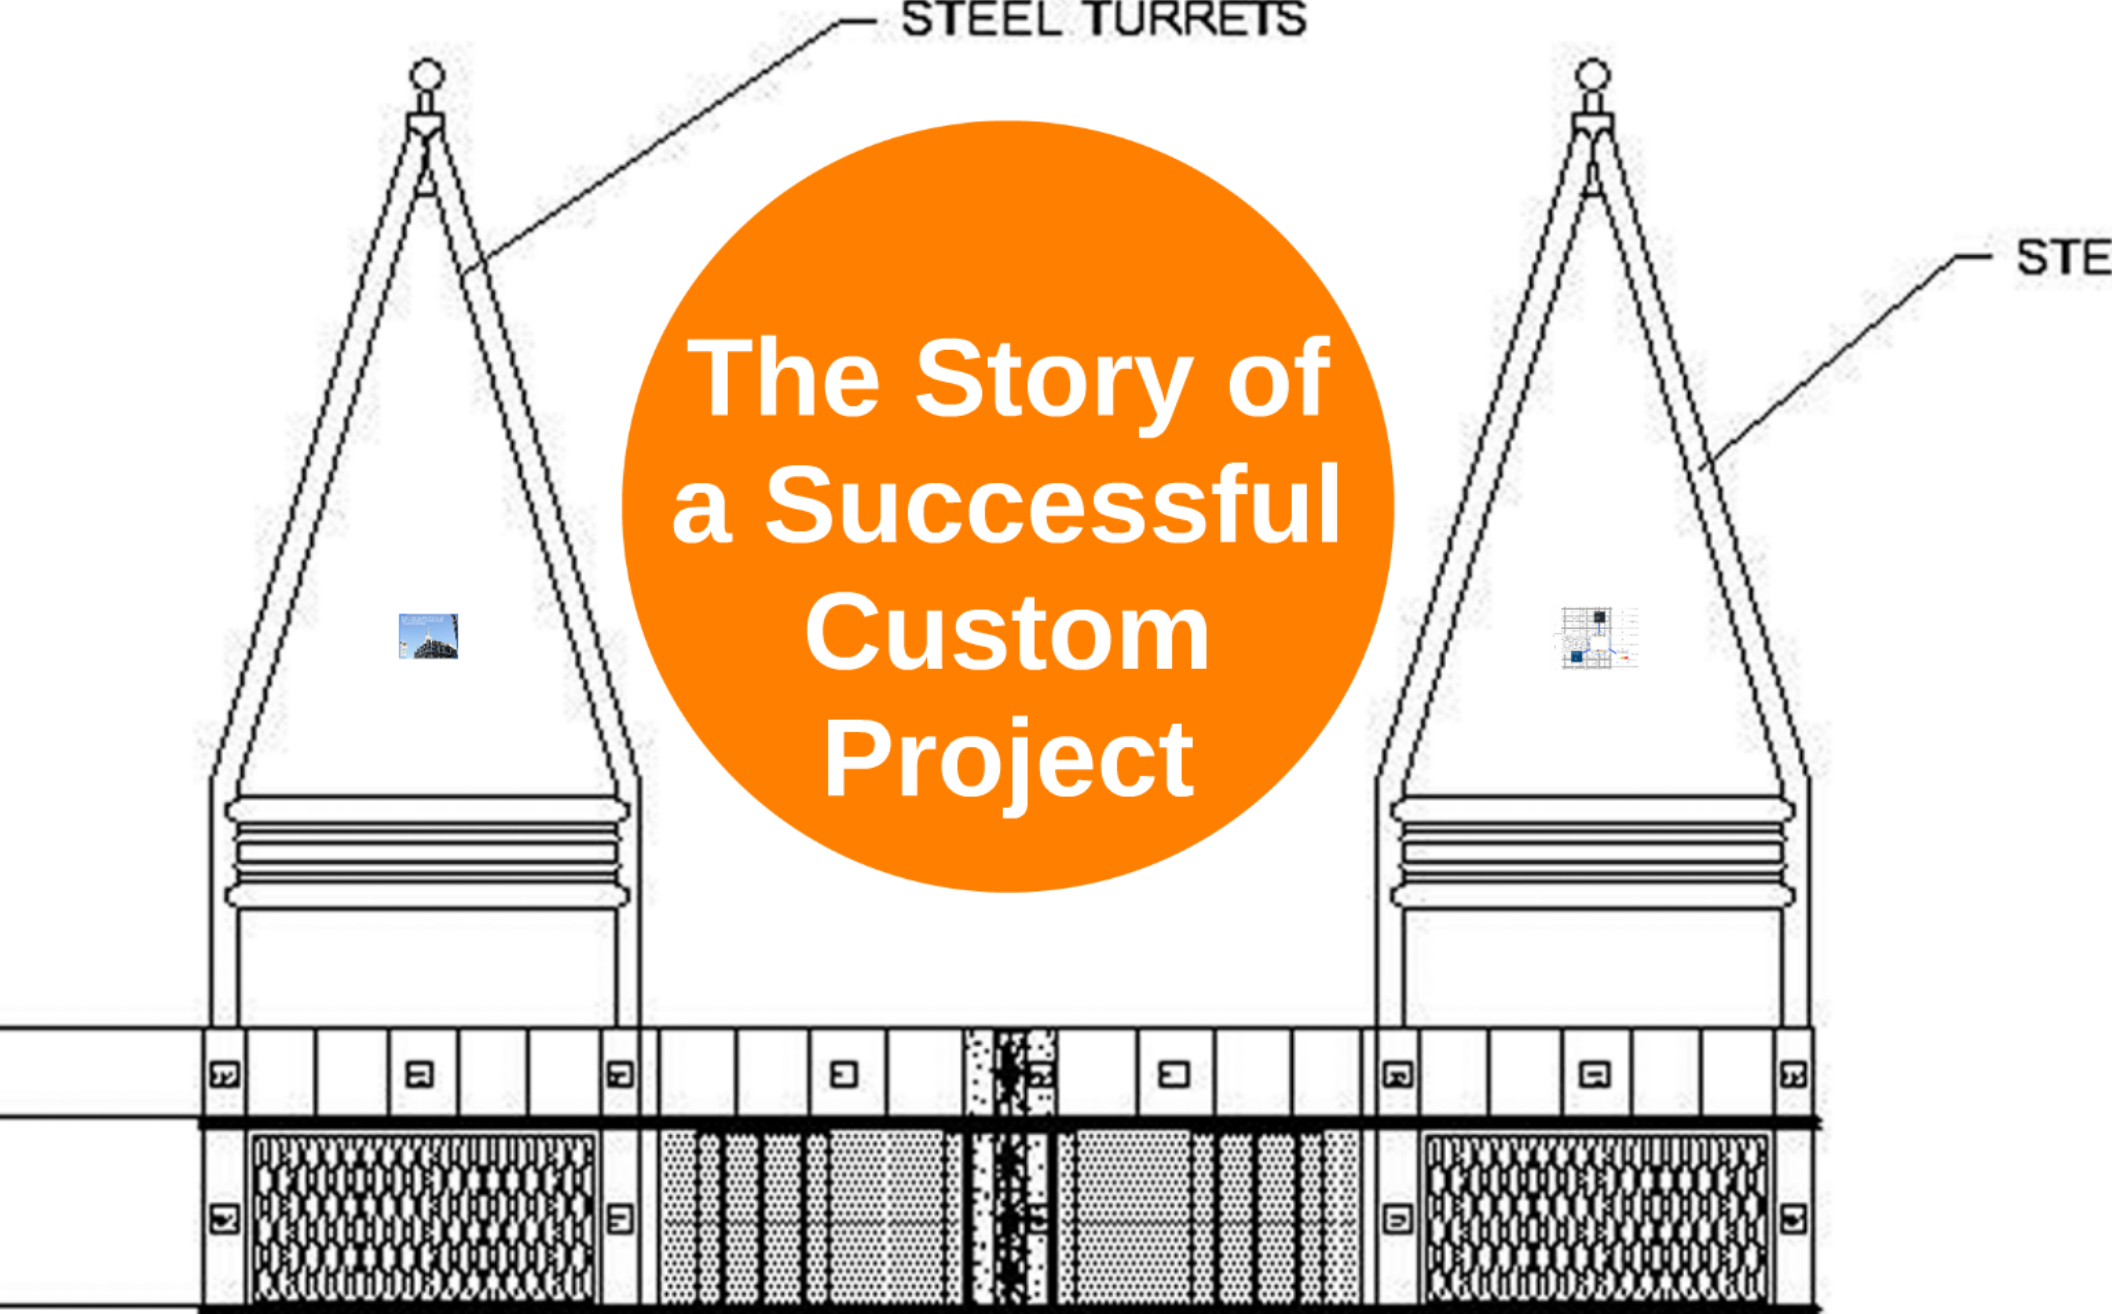 STEEL TURRETS
STE
The Story of
a Successful
Custom
Project